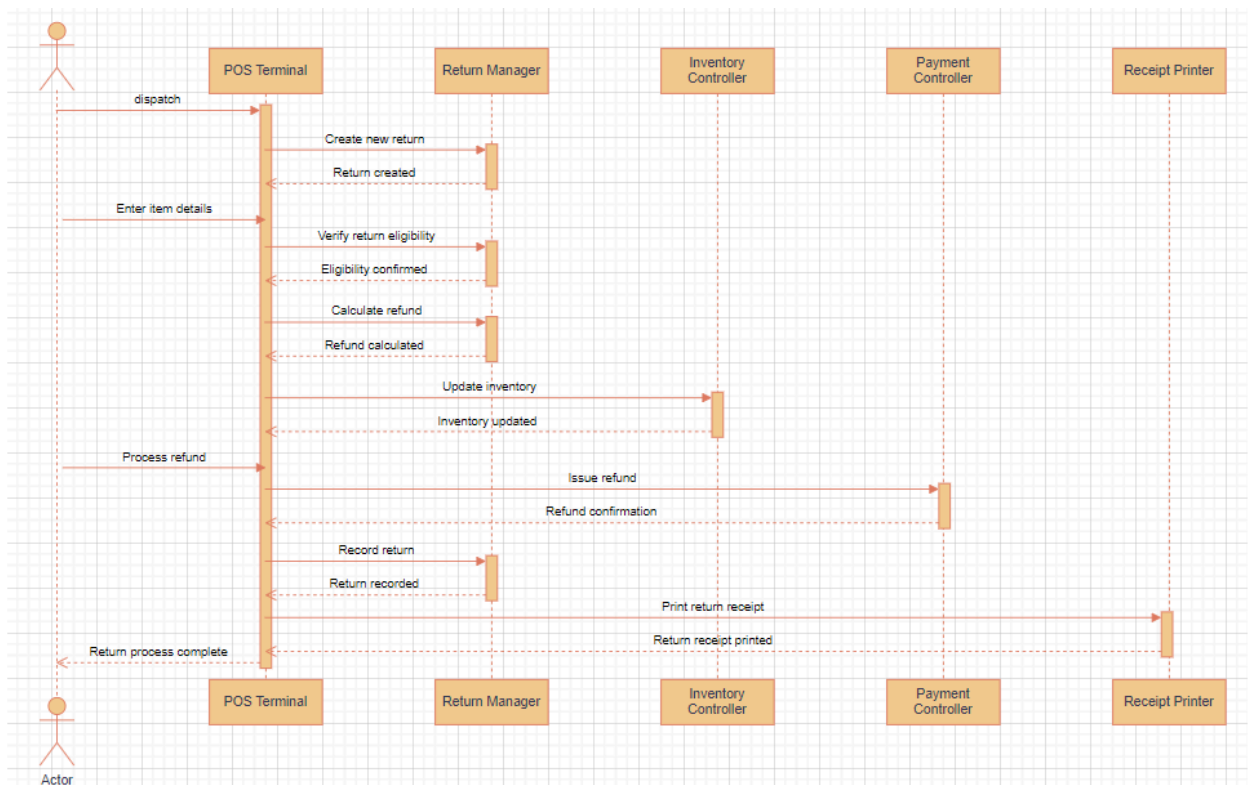 POS Terminal
Return Manager
Inventory
Controller
Payment
Controller
Receipt Printer
dispatch
Create new return
Return created
Enter item details
Verify return eligibility
Eligibility confirmed
Calculate refund
Refund calculated
Update inventory
Inventory updated
Process refund
Issue refund
Refund confirmation
Record return
Return recorded
Print return receipt
Return receipt printed
Return process complete
POS Terminal
Return Manager
Inventory
Controller
Payment
Controller
Receipt Printer
Actor